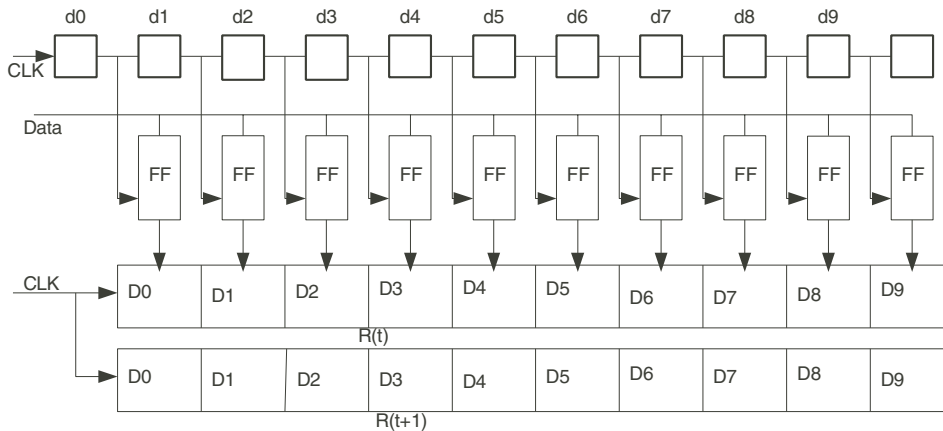 d0 d1 d2 d3 d4 d5 d6 d7 d8 d9
CLK
Data
FF FF FF FF FF FF FF FF FF FF
CLK
D0 D1 D2 D3 D4 D5 D6 D7 D8 D9
R(t)
D0 D1 D2 D3 D4 D5 D6 D7 D8 D9
R(t+1)